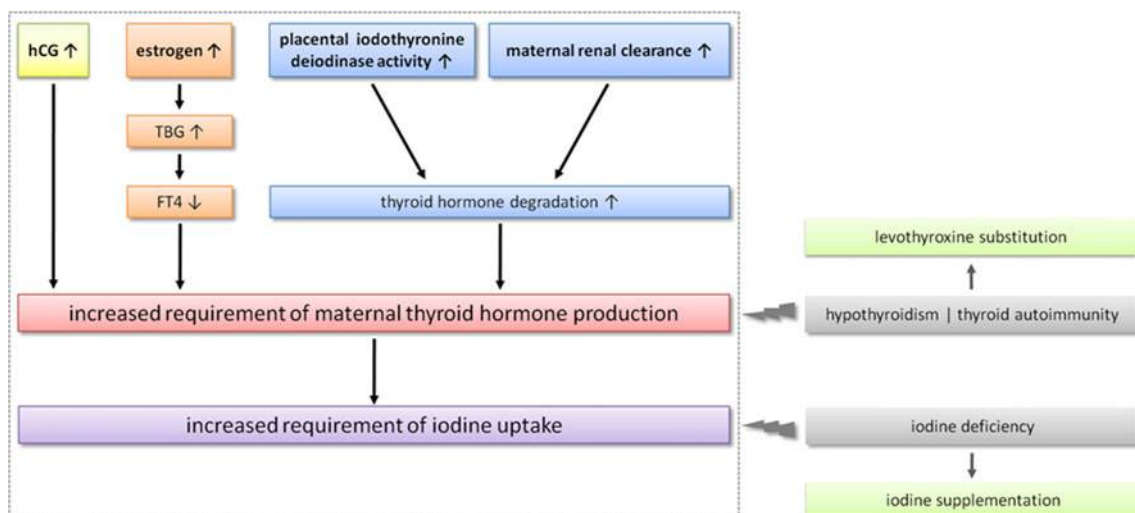 hCG ↑
estrogen ↑
placental iodothyronine
deiodinase activity ↑
maternal renal clearance ↑
TBG ↑
FT4 ↓
thyroid hormone degradation ↑
levothyroxine substitution
increased requirement of maternal thyroid hormone production
hypothyroidism | thyroid autoimmunity
increased requirement of iodine uptake
iodine deficiency
iodine supplementation